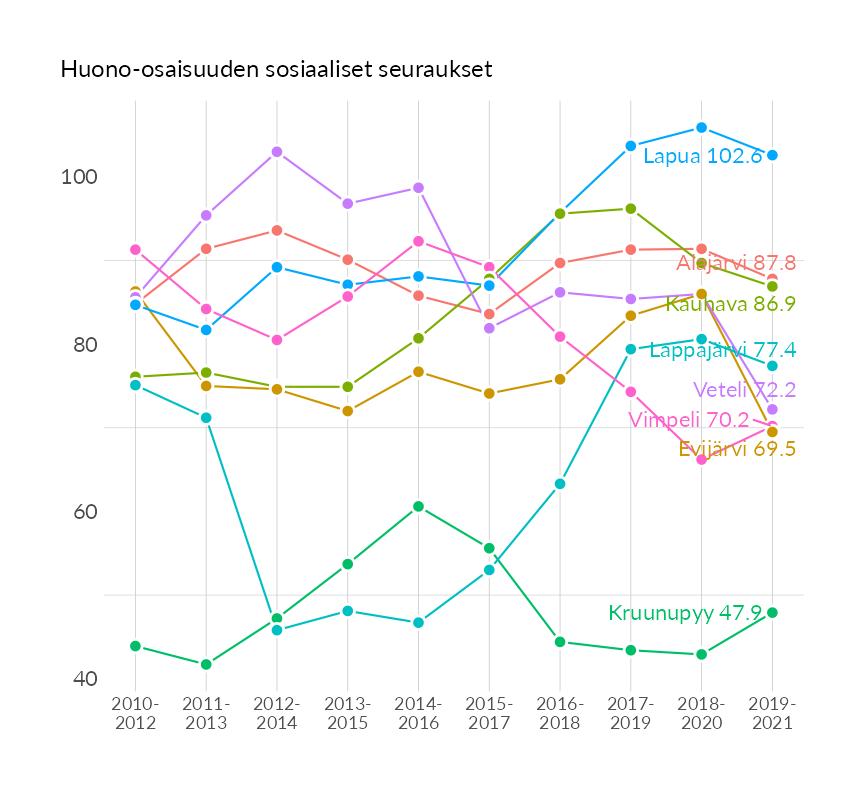 Huono-osaisuuden sosiaaliset seuraukset
100
80
60
40
Lapua 102.6
Alajärvi 87.8
Kauhava 86.9
Lappajärvi 77.4
Veteli 72.2
Vimpeli 70.2
Evijärvi 69.5
Kruunupyy 47.9
2010-
2012
2011-
2013
2012-
2014
2013-
2015
2014-
2016
2015-
2017
2016-
2018
2017-
2019
2018-
2020
2019-
2021